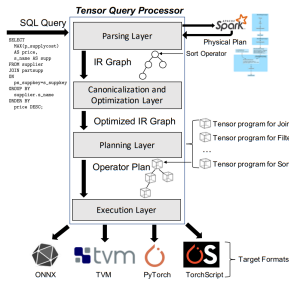 Tensor Query Processor
SQL Query
SELECT
MAX(p_supplycost)
AS price,
s_name AS supp
FROM supplier
JOIN partsupp
ON
ps_suppkey=s_suppkey
GROUP BY
supplier.s_name
ORDER BY
price DESC;
Parsing Layer
Spark
Physical Plan
Sort Operator
IR Graph
Canonicalization and
Optimization Layer
Optimized IR Graph
Planning Layer
Operator Plan
Execution Layer
Tensor program for Join
Tensor program for Filte
...
Tensor program for Sor
ONNX
tvm
TVM
PyTorch
TorchScript
Target Formats